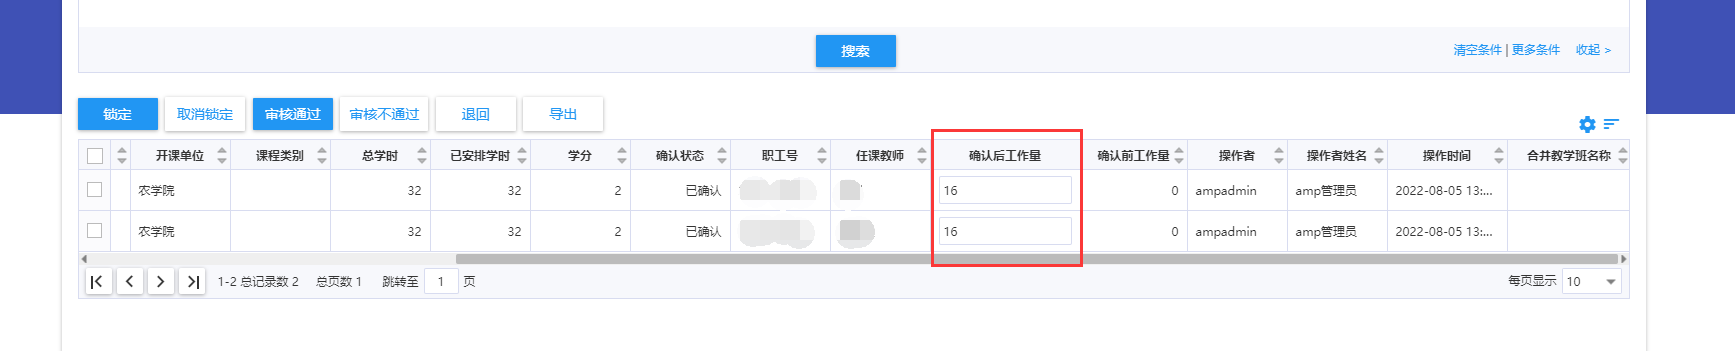 搜索
清空条件 | 更多条件 收起 >
锁定 取消锁定 审核通过 审核不通过 退回 导出
开课单位 课程类别 总学时 已安排学时 学分 确认状态 职工号 任课教师 确认后工作量 确认前工作量 操作者 操作者姓名 操作时间 合井教学班名称
农学院 32 32 2 已确认 16 0 ampadmin amp管理员 2022-08-05 13:...
农学院 32 32 2 已确认 16 0 ampadmin amp管理员 2022-08-05 13:...
1-2 总记录数 2 总页数 1 跳转至 1 页 每页显示 10